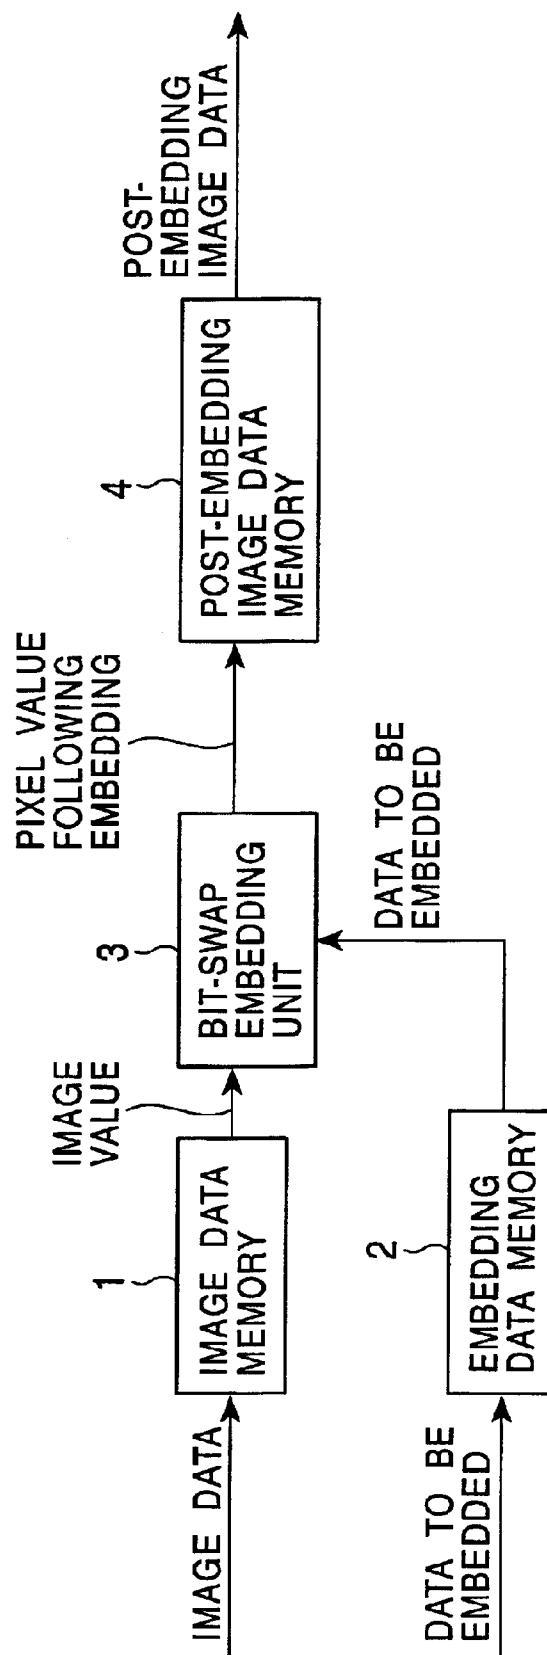 IMAGE DATA
1
IMAGE DATA
MEMORY
IMAGE
VALUE
3
BIT-SWAP
EMBEDDING
UNIT
PIXEL VALUE
FOLLOWING
EMBEDDING
4
POST-EMBEDDING
IMAGE DATA
MEMORY
POST-
EMBEDDING
IMAGE DATA
DATA TO BE
EMBEDDED
2
EMBEDDING
DATA MEMORY
DATA TO BE
EMBEDDED